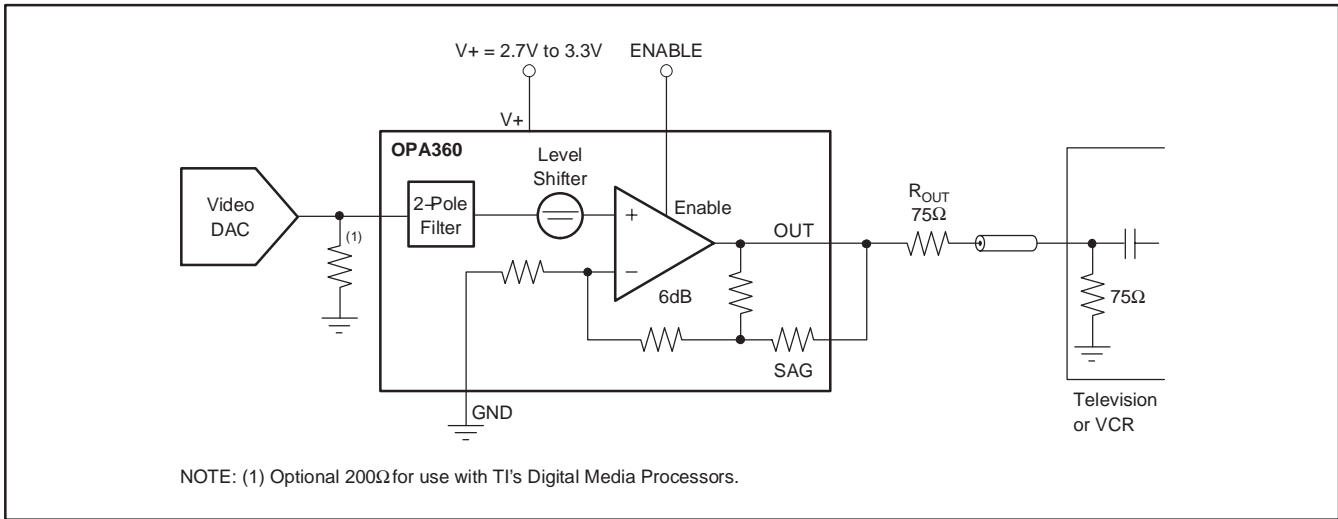 V+ = 2.7V to 3.3V
ENABLE
V+
OPA360
Level
Shifter
Video
DAC
(1)
2–Pole
Filter
+
Enable
–
OUT
6dB
SAG
GND
ROUT
75Ω
75Ω
Television
or VCR
NOTE: (1) Optional 200Ω for use with TI's Digital Media Processors.